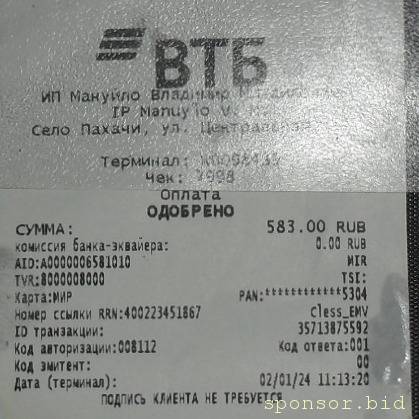 ВТБ
ИП Мануйло Владимир
IP Manuylo V.
Село Пахачи, ул. Центральная
Терминал:
Чек: 7998
Оплата
ОДОБРЕНО
СУММА: 583.00 RUB
комиссия банка-эквайера: 0.00 RUB
AID:A0000006581010 MIR
TVR:8000008000 TSI:
Карта:МИР PAN:************5304
Номер ссылки RRN:400223451867 Cless_EMV
ID транзакции: 35713875592
Код авторизации:008112 Код ответа:001
Код эмитент: 00
Дата (терминал): 02/01/24 11:13:20
ПОДПИСЬ КЛИЕНТА НЕ ТРЕБУЕТСЯ
sponsor.bid